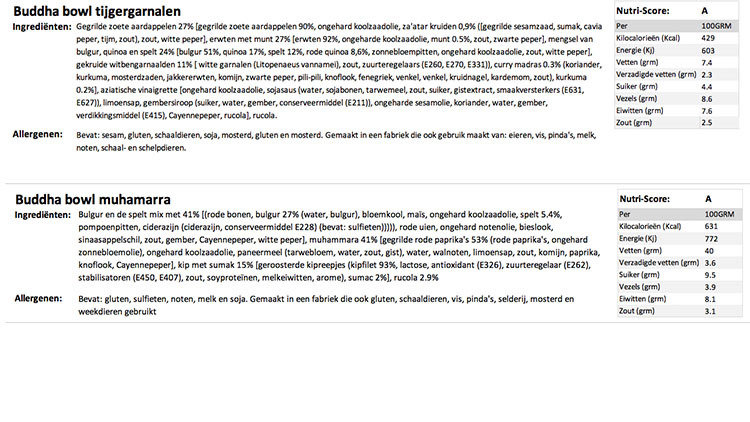 Buddha bowl tijgergarnalen
Ingrediënten: Gegrilde zoete aardappelen 27% [gegrilde zoete aardappelen 90%, ongehard koolzaadolie, za'atar kruiden 0,9% ([gegrilde sesamzaad, sumak, cavia
peper, tijm, zout), zout, witte peper], erwten met munt 27% [erwten 92%, ongeharde koolzaadolie, munt 0.5%, zout, zwarte peper], mengsel van
bulgur, quinoa en spelt 24% [bulgur 51%, quinoa 17%, spelt 12%, rode quinoa 8,6%, zonnebloempitten, ongehard koolzaadolie, zout, witte peper],
gekruide witbengarnaalden 11% [ witte garnalen (Litopenaeus vannamei), zout, zuurteregelaars (E260, E270, E331)), curry madras 0.3% (koriander,
kurkuma, mosterdzaden, jakkererwten, komijn, zwarte peper, pili-pili, knoflook, fenegriek, venkel, venkel, kruidnagel, kardemom, zout), kurkuma
0.2%], aziatische vinaigrette [ongehard koolzaadolie, sojasaus (water, sojabonen, tarwemeel, zout, suiker, gistextract, smaakversterkers (E631,
E627)), limoensap, gembersiroop (suiker, water, gember, conserveermiddel (E211)), ongeharde sesamolie, koriander, water, gember,
verdikkingsmiddel (E415), Cayennepeper, rucola], rucola.
Allergenen: Bevat: sesam, gluten, schaaldieren, soja, mosterd, gluten en mosterd. Gemaakt in een fabriek die ook gebruik maakt van: eieren, vis, pinda's, melk,
noten, schaal- en schelpdieren.
Nutri-Score: A
Per 100GRM
Kilocalorieën (Kcal) 429
Energie (Kj) 603
Vetten (grm) 7.4
Verzadigde vetten (grm) 2.3
Suiker (grm) 4.4
Vezels (grm) 8.6
Eiwitten (grm) 7.6
Zout (grm) 2.5
Buddha bowl muhamarra
Ingrediënten: Bulgur en de spelt mix met 41% [(rode bonen, bulgur 27% (water, bulgur), bloemkool, maïs, ongehard koolzaadolie, spelt 5.4%,
pompoenpitten, ciderazijn (ciderazijn, conserveermiddel E228) (bevat: sulfieten))))), rode uien, ongehard notenolie, bieslook,
sinaasappelschil, zout, gember, Cayennepeper, witte peper], muhammara 41% [gegrilde rode paprika's 53% (rode paprika's, ongehard
zonnebloemolie), ongehard koolzaadolie, paneermeel (tarwebloem, water, zout, gist), water, walnoten, limoensap, zout, komijn, paprika,
knoflook, Cayennepeper], kip met sumak 15% [geroosterde kipreepjes (kipfilet 93%, lactose, antioxidant (E326), zuurteregelaar (E262),
stabilisatoren (E450, E407), zout, soyproteïnen, melkeiwitten, arome), sumac 2%], rucola 2.9%
Allergenen: Bevat: gluten, sulfieten, noten, melk en soja. Gemaakt in een fabriek die ook gluten, schaaldieren, vis, pinda's, selderij, mosterd en
weekdieren gebruikt
Nutri-Score: A
Per 100GRM
Kilocalorieën (Kcal) 631
Energie (Kj) 772
Vetten (grm) 40
Verzadigde vetten (grm) 3.6
Suiker (grm) 9.5
Vezels (grm) 3.9
Eiwitten (grm) 8.1
Zout (grm) 3.1